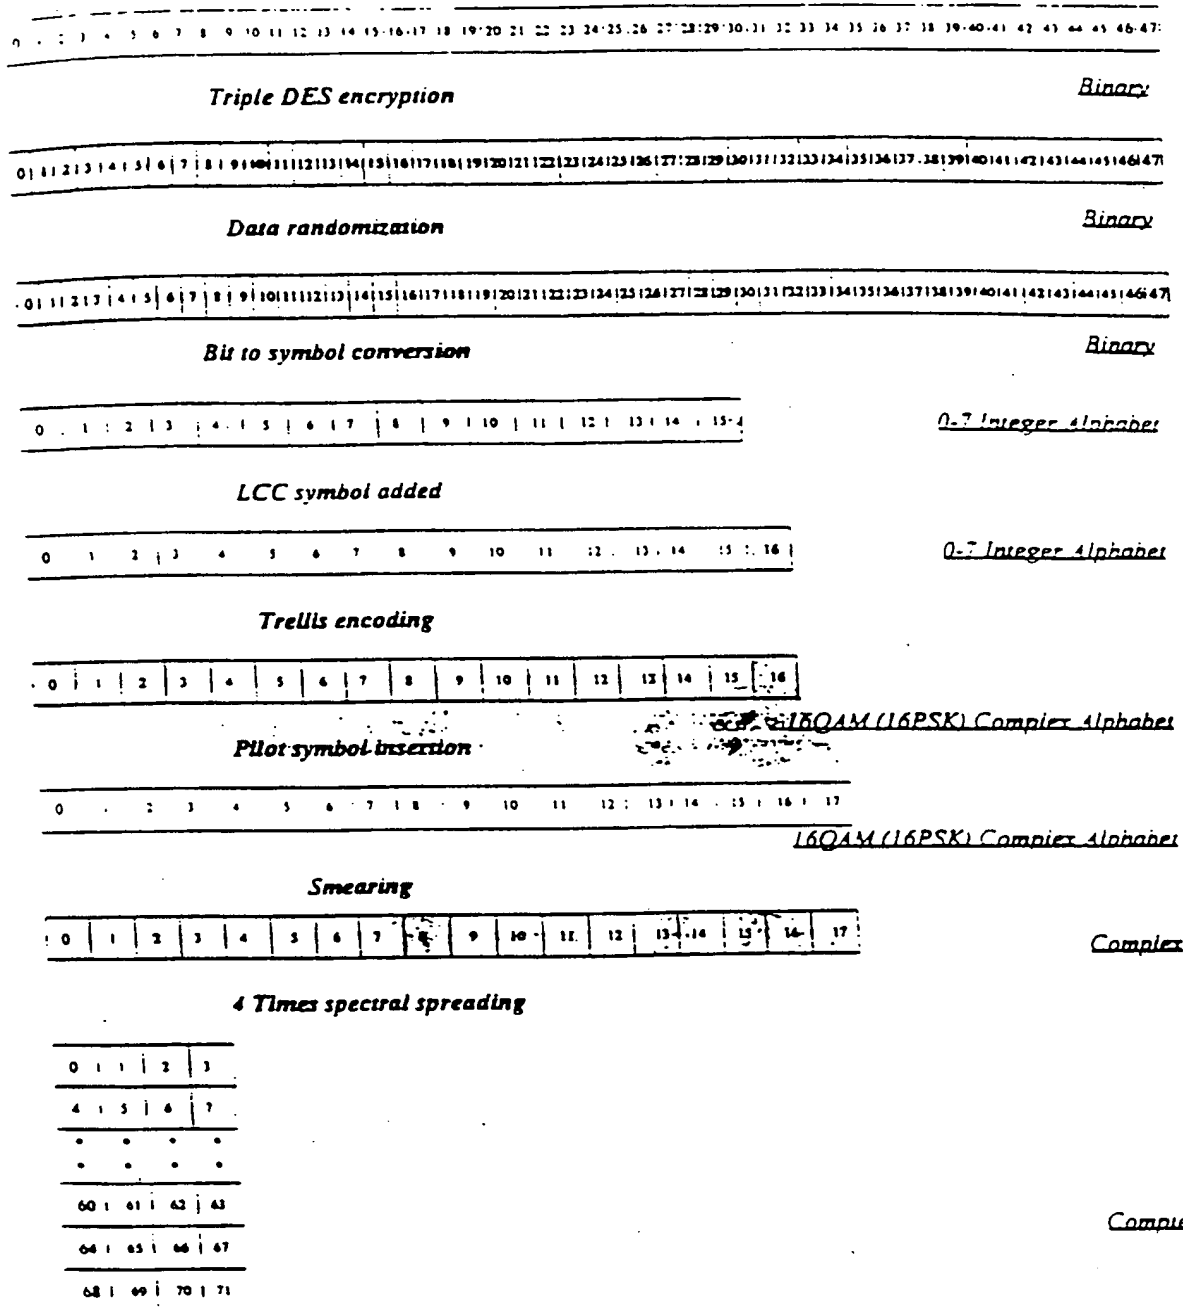 0 1 2 3 4 5 6 7 8 9 10 11 12 13 14 15 16 17 18 19 20 21 22 23 24 25 26 27 28 29 30 31 32 33 34 35 36 37 38 39 40 41 42 43 44 45 46 47
Triple DES encryption Binary
0 1 2 3 4 5 6 7 8 9 10 11 12 13 14 15 16 17 18 19 20 21 22 23 24 25 26 27 28 29 30 31 32 33 34 35 36 37 38 39 40 41 42 43 44 45 46 47
Data randomization Binary
0 1 2 3 4 5 6 7 8 9 10 11 12 13 14 15 16 17 18 19 20 21 22 23 24 25 26 27 28 29 30 31 32 33 34 35 36 37 38 39 40 41 42 43 44 45 46 47
Bit to symbol conversion Binary
0 1 2 3 4 5 6 7 8 9 10 11 12 13 14 15
0-7 Integer Alphabet
LCC symbol added
0 1 2 3 4 5 6 7 8 9 10 11 12 13 14 15 16
0-7 Integer Alphabet
Trellis encoding
0 1 2 3 4 5 6 7 8 9 10 11 12 13 14 15 16
16QAM (16PSK) Complex Alphabet
Pilot symbol insertion
0 2 3 4 5 6 7 8 9 10 11 12 13 14 15 16 17
16QAM (16PSK) Complex Alphabet
Smearing
0 1 2 3 4 5 6 7 8 9 10 11 12 13 14 15 16 17
Complex
4 Times spectral spreading
0 1 2 3
4 5 6 7
60 61 62 63
Comple
64 65 66 67
68 69 70 71